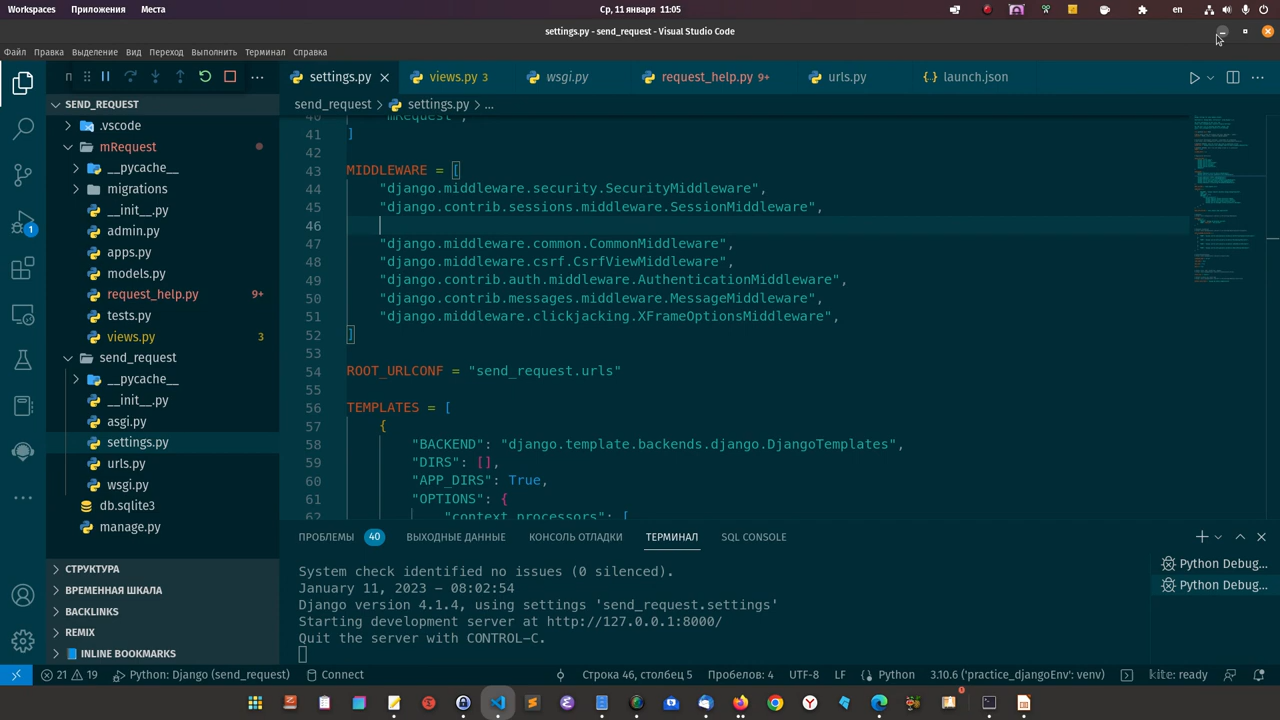 Workspaces Приложения Места Ср, 11 января 11:05 en
settings.py - send_request - Visual Studio Code
Файл Правка Выделение Вид Переход Выполнить Терминал Справка
settings.py views.py 3 wsgi.py request_help.py 9+ urls.py launch.json
SEND_REQUEST
.vscode
mRequest
__pycache__
migrations
__init__.py
admin.py
apps.py
models.py
request_help.py 9+
tests.py
views.py 3
send_request
__pycache__
__init__.py
asgi.py
settings.py
urls.py
wsgi.py
db.sqlite3
manage.py
СТРУКТУРА
ВРЕМЕННАЯ ШКАЛА
BACKLINKS
REMIX
INLINE BOOKMARKS
1
send_request > settings.py > ...
40 "mRequest",
41 ]
42
43 MIDDLEWARE = [
44 "django.middleware.security.SecurityMiddleware",
45 "django.contrib.sessions.middleware.SessionMiddleware",
46
47 "django.middleware.common.CommonMiddleware",
48 "django.middleware.csrf.CsrfViewMiddleware",
49 "django.contrib.auth.middleware.AuthenticationMiddleware",
50 "django.contrib.messages.middleware.MessageMiddleware",
51 "django.middleware.clickjacking.XFrameOptionsMiddleware",
52 ]
53
54 ROOT_URLCONF = "send_request.urls"
55
56 TEMPLATES = [
57 {
58 "BACKEND": "django.template.backends.django.DjangoTemplates",
59 "DIRS": [],
60 "APP_DIRS": True,
61 "OPTIONS": {
62 "context_processors": [
ПРОБЛЕМЫ 40 ВЫХОДНЫЕ ДАННЫЕ КОНСОЛЬ ОТЛАДКИ ТЕРМИНАЛ SQL CONSOLE
System check identified no issues (0 silenced).
January 11, 2023 - 08:02:54
Django version 4.1.4, using settings 'send_request.settings'
Starting development server at http://127.0.0.1:8000/
Quit the server with CONTROL-C.
Python Debug...
Python Debug...
21 19 Python: Django (send_request) Connect Строка 46, столбец 5 Пробелов: 4 UTF-8 LF Python 3.10.6 ('practice_djangoEnv': venv) kite: ready